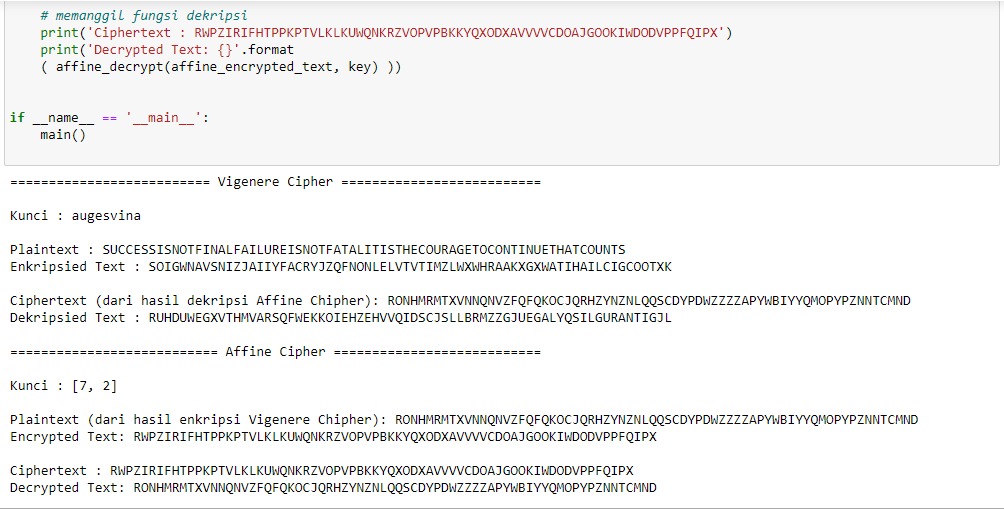 # memanggil fungsi dekripsi
print('Ciphertext : RWPZIRIFHTPPKPTVLKLKUWQNKRZVOPVPBKKYQXODXAVVVVCDOAJGOOKIWDODVPPFQIPX')
print('Decrypted Text: {}'.format
( affine_decrypt(affine_encrypted_text, key) ))
if __name__ == '__main__':
main()
========================== Vigenere Cipher ==========================
Kunci : augesvina
Plaintext : SUCCESSISNOTFINALFAILUREISNOTFATALITISTHECOURAGETOCONTINUETHATCOUNTS
Enkripsied Text : SOIGWNAVSNIZJAIIYFACRYJZQFNONLELVTVTIMZLWXWHRAAKXGXWATIHAILCIGCOOTXK
Ciphertext (dari hasil dekripsi Affine Chipher): RONHMRMTXVNNQNVZFQFQKOCJQRHZYNZNLQQSCDYPDWZZZZAPYWBIYYQMOPYPZNNTCMND
Dekripsied Text : RUHDUWEGXVTHMVARSQFWEKKOIEHZEHVVQIDSCJSLLBRMZZGJUEGALYQSILGURANTIGJL
=========================== Affine Cipher ===========================
Kunci : [7, 2]
Plaintext (dari hasil enkripsi Vigenere Chipher): RONHMRMTXVNNQNVZFQFQKOCJQRHZYNZNLQQSCDYPDWZZZZAPYWBIYYQMOPYPZNNTCMND
Encrypted Text: RWPZIRIFHTPPKPTVLKLKUWQNKRZVOPVPBKKYQXODXAVVVVCDOAJGOOKIWDODVPPFQIPX
Ciphertext : RWPZIRIFHTPPKPTVLKLKUWQNKRZVOPVPBKKYQXODXAVVVVCDOAJGOOKIWDODVPPFQIPX
Decrypted Text: RONHMRMTXVNNQNVZFQFQKOCJQRHZYNZNLQQSCDYPDWZZZZAPYWBIYYQMOPYPZNNTCMND